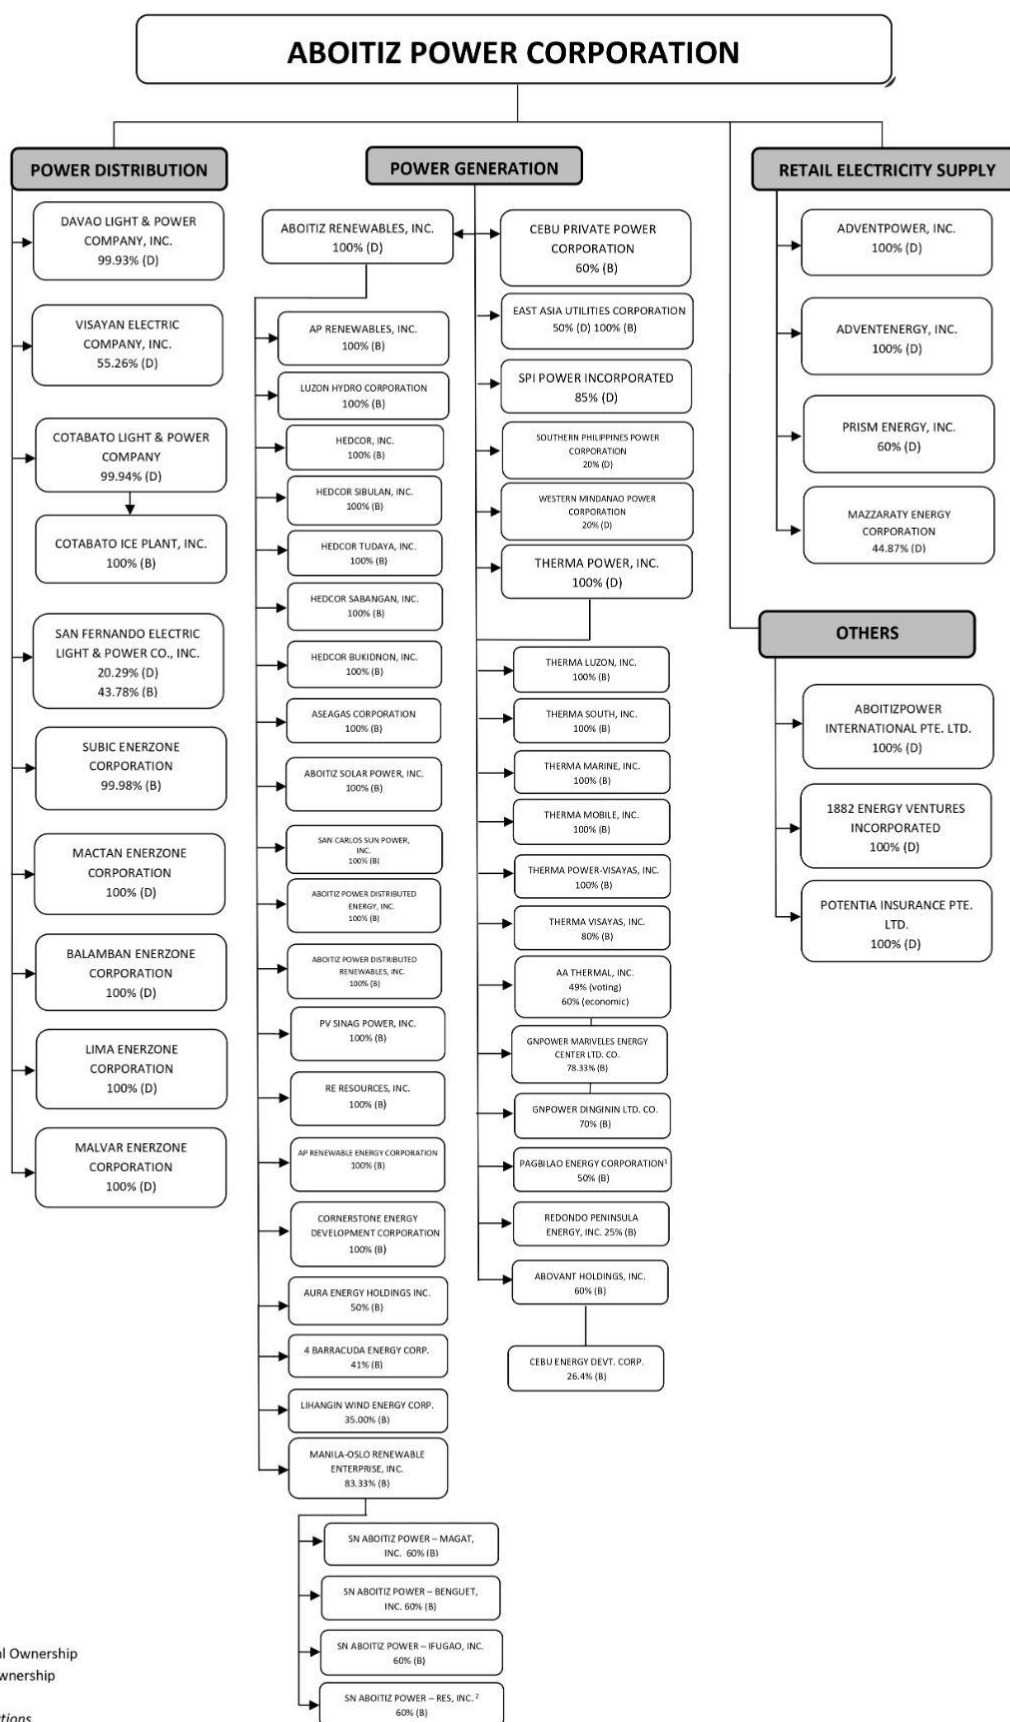 ABOITIZ POWER CORPORATION
POWER DISTRIBUTION
DAVAO LIGHT & POWER
COMPANY, INC.
99.93% (D)
VISAYAN ELECTRIC
COMPANY, INC.
55.26% (D)
COTABATO LIGHT & POWER
COMPANY
99.94% (D)
COTABATO ICE PLANT, INC.
100% (B)
SAN FERNANDO ELECTRIC
LIGHT & POWER CO., INC.
20.29% (D)
43.78% (B)
SUBIC ENERZONE
CORPORATION
99.98% (B)
MACTAN ENERZONE
CORPORATION
100% (D)
BALAMBAN ENERZONE
CORPORATION
100% (D)
LIMA ENERZONE
CORPORATION
100% (D)
MALVAR ENERZONE
CORPORATION
100% (D)
POWER GENERATION
ABOITIZ RENEWABLES, INC.
100% (D)
AP RENEWABLES, INC.
100% (B)
LUZON HYDRO CORPORATION
100% (B)
HEDCOR, INC.
100% (B)
HEDCOR SIBULAN, INC.
100% (B)
HEDCOR TUDAYA, INC.
100% (B)
HEDCOR SABANGAN, INC.
100% (B)
HEDCOR BUKIDNON, INC.
100% (B)
ASEAGAS CORPORATION
100% (B)
ABOITIZ SOLAR POWER, INC.
100% (B)
SAN CARLOS SUN POWER,
INC.
100% (B)
ABOITIZ POWER DISTRIBUTED
ENERGY, INC.
100% (B)
ABOITIZ POWER DISTRIBUTED
RENEWABLES, INC.
100% (B)
PV SINAG POWER, INC.
100% (B)
RE RESOURCES, INC.
100% (B)
AP RENEWABLE ENERGY CORPORATION
100% (B)
CORNERSTONE ENERGY
DEVELOPMENT CORPORATION
100% (B)
AURA ENERGY HOLDINGS INC.
50% (B)
4 BARRACUDA ENERGY CORP.
41% (B)
LIHANGIN WIND ENERGY CORP.
35.00% (B)
MANILA-OSLO RENEWABLE
ENTERPRISE, INC.
83.33% (B)
SN ABOITIZ POWER – MAGAT,
INC. 60% (B)
SN ABOITIZ POWER – BENGUET,
INC. 60% (B)
SN ABOITIZ POWER – IFUGAO, INC.
60% (B)
SN ABOITIZ POWER – RES, INC. ²
60% (B)
CEBU PRIVATE POWER
CORPORATION
60% (B)
EAST ASIA UTILITIES CORPORATION
50% (D) 100% (B)
SPI POWER INCORPORATED
85% (D)
SOUTHERN PHILIPPINES POWER
CORPORATION
20% (D)
WESTERN MINDANAO POWER
CORPORATION
20% (D)
THERMA POWER, INC.
100% (D)
THERMA LUZON, INC.
100% (B)
THERMA SOUTH, INC.
100% (B)
THERMA MARINE, INC.
100% (B)
THERMA MOBILE, INC.
100% (B)
THERMA POWER-VISAYAS, INC.
100% (B)
THERMA VISAYAS, INC.
80% (B)
AA THERMAL, INC.
49% (voting)
60% (economic)
GNPOWER MARIVELES ENERGY
CENTER LTD. CO.
78.33% (B)
GNPOWER DINGININ LTD. CO.
70% (B)
PAGBILAO ENERGY CORPORATION¹
50% (B)
REDONDO PENINSULA
ENERGY, INC. 25% (B)
ABOVANT HOLDINGS, INC.
60% (B)
CEBU ENERGY DEVT. CORP.
26.4% (B)
RETAIL ELECTRICITY SUPPLY
ADVENTPOWER, INC.
100% (D)
ADVENTENERGY, INC.
100% (D)
PRISM ENERGY, INC.
60% (D)
MAZZARATY ENERGY
CORPORATION
44.87% (D)
OTHERS
ABOITIZPOWER
INTERNATIONAL PTE. LTD.
100% (D)
1882 ENERGY VENTURES
INCORPORATED
100% (D)
POTENTIA INSURANCE PTE.
LTD.
100% (D)
Ownership